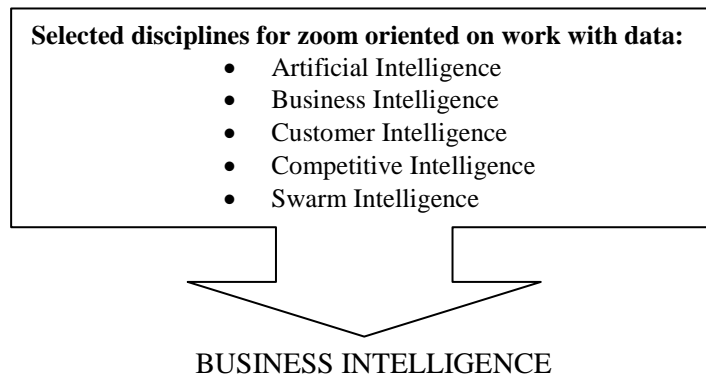 Selected disciplines for zoom oriented on work with data:
• Artificial Intelligence
• Business Intelligence
• Customer Intelligence
• Competitive Intelligence
• Swarm Intelligence
BUSINESS INTELLIGENCE